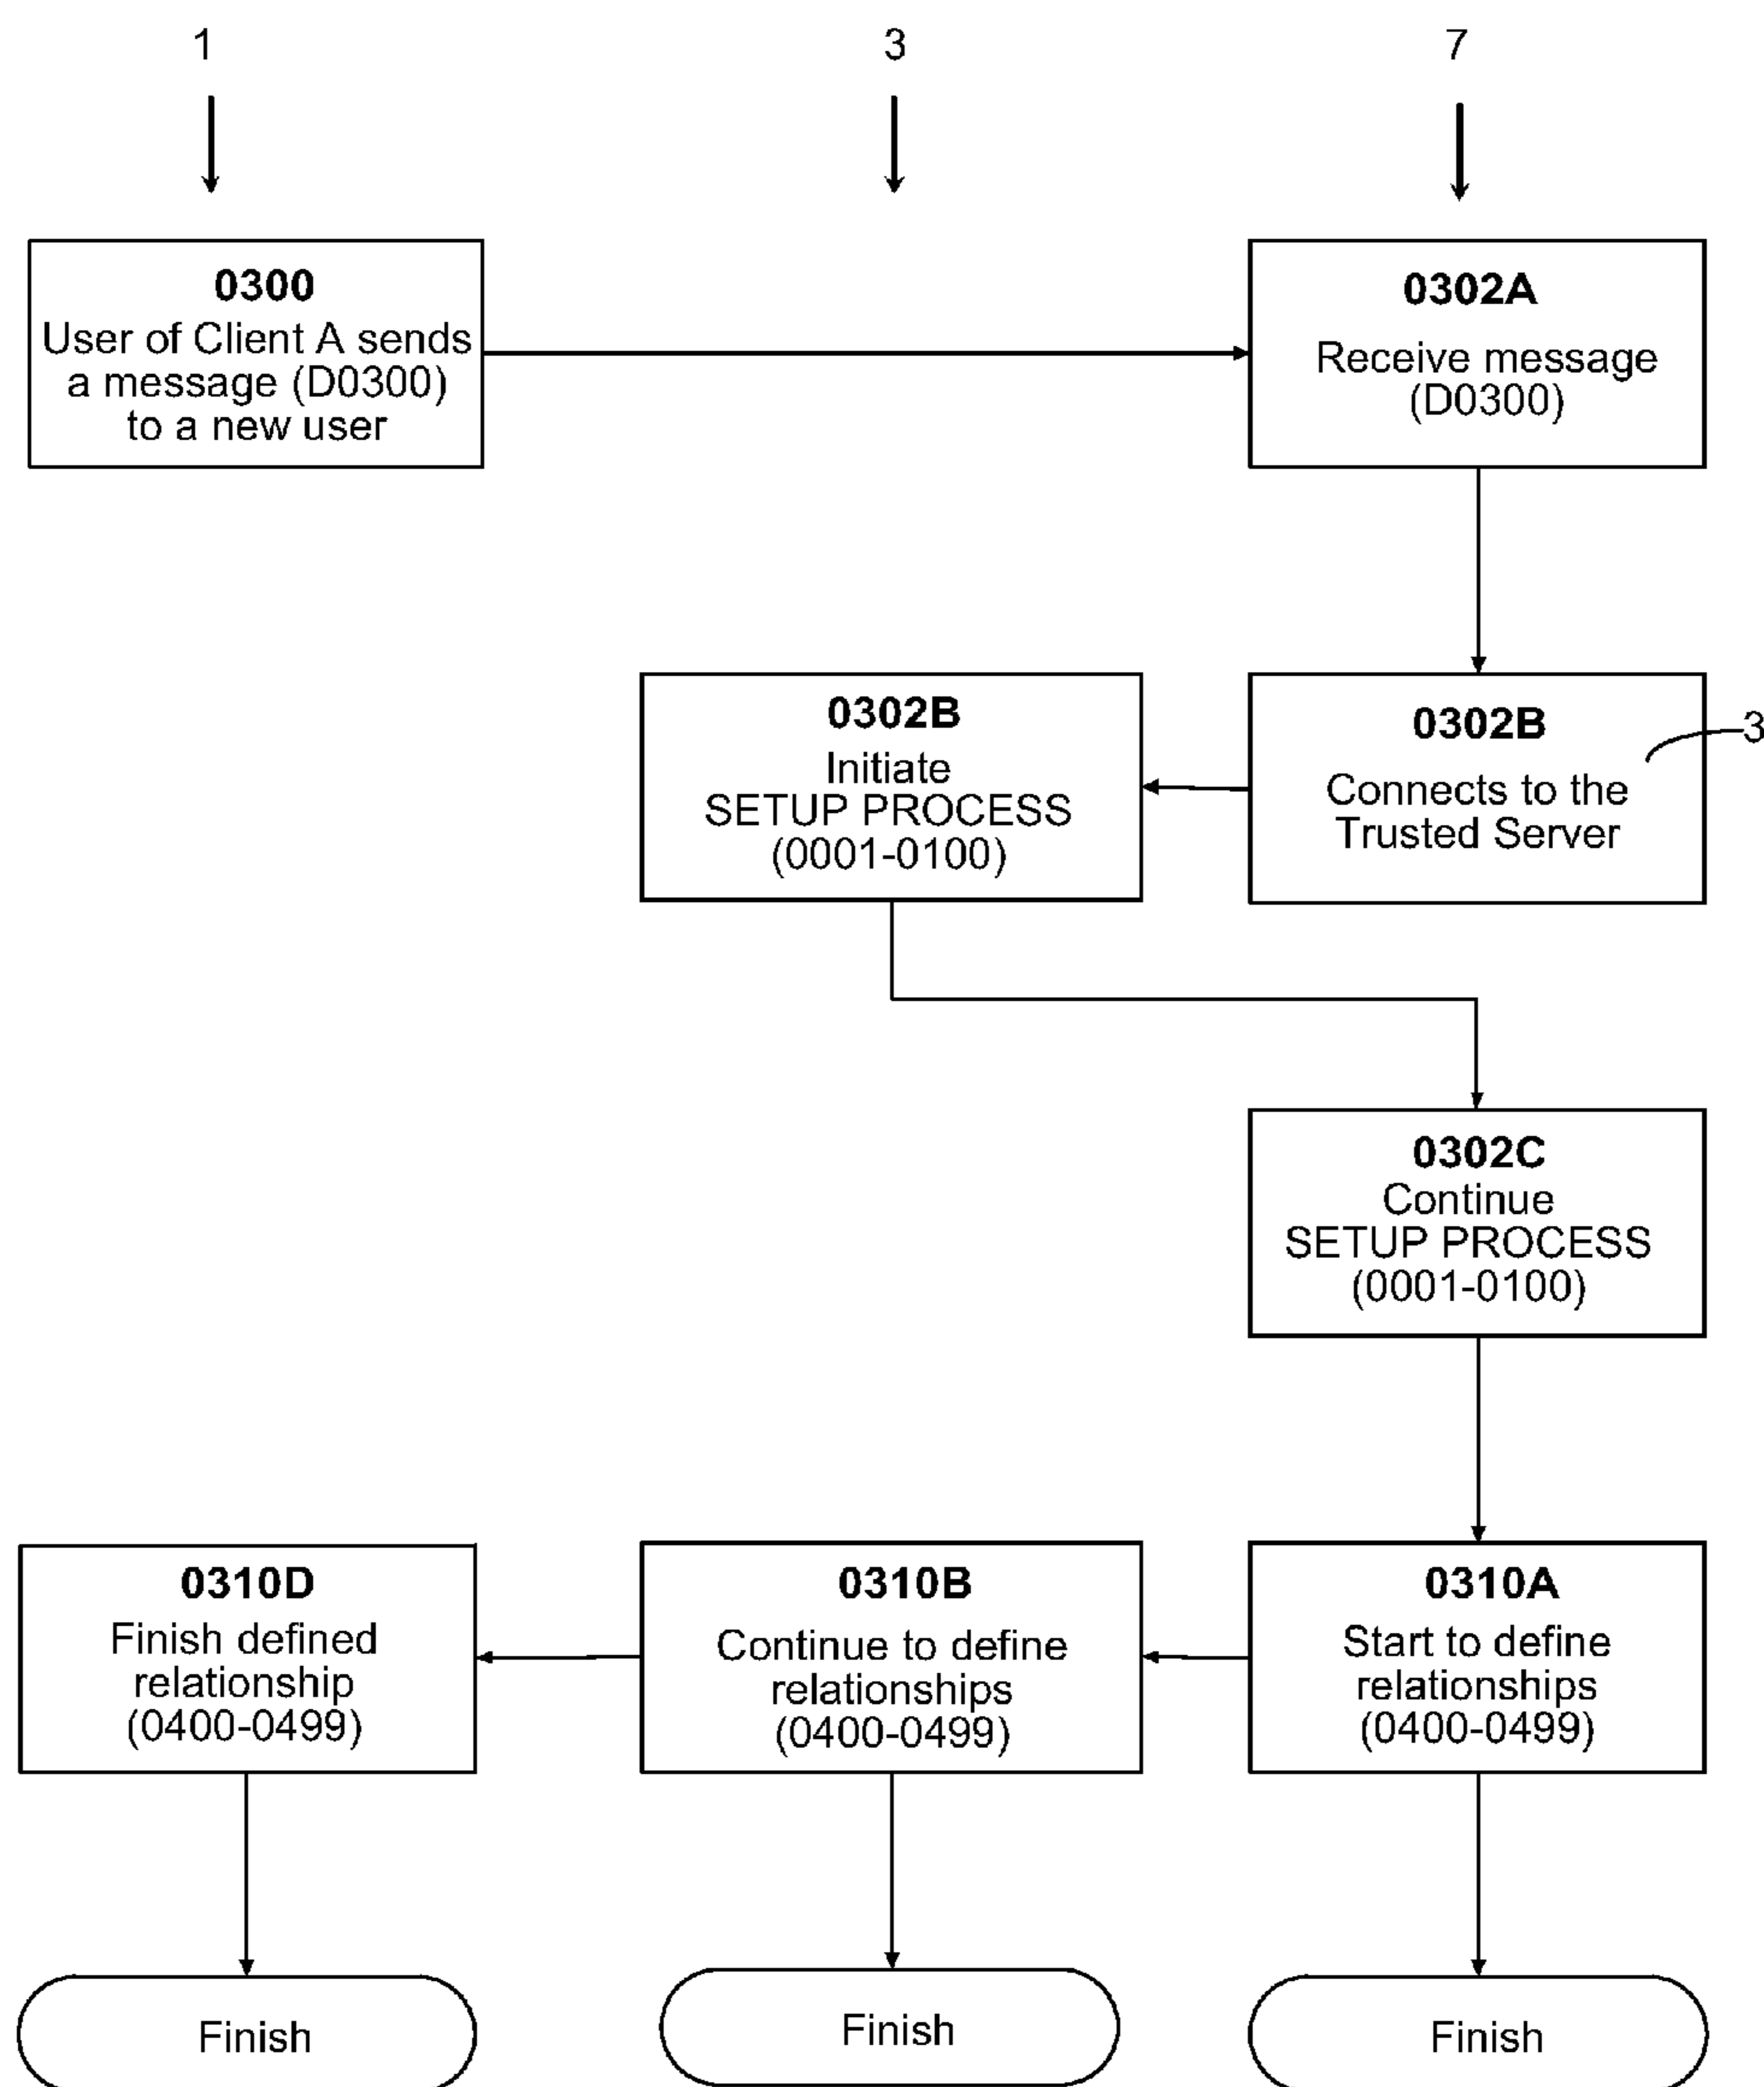 1
3
7
0300
User of Client A sends
a message (D0300)
to a new user
0302A
Receive message
(D0300)
0302B
Initiate
SETUP PROCESS
(0001-0100)
0302B
Connects to the
Trusted Server
3
0302C
Continue
SETUP PROCESS
(0001-0100)
0310D
Finish defined
relationship
(0400-0499)
0310B
Continue to define
relationships
(0400-0499)
0310A
Start to define
relationships
(0400-0499)
Finish
Finish
Finish